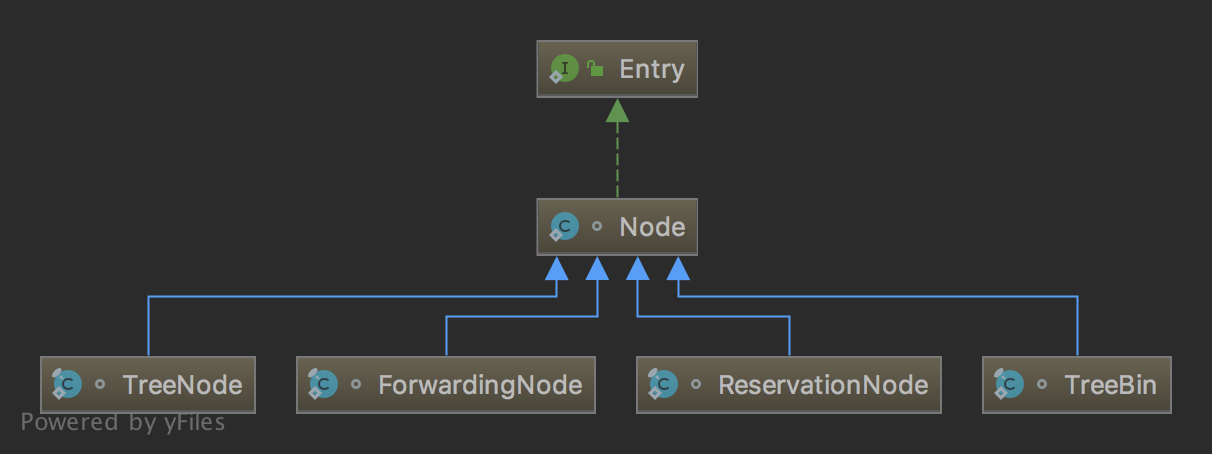 I Entry
C Node
C TreeNode
C ForwardingNode
C ReservationNode
C TreeBin
Powered by yFiles